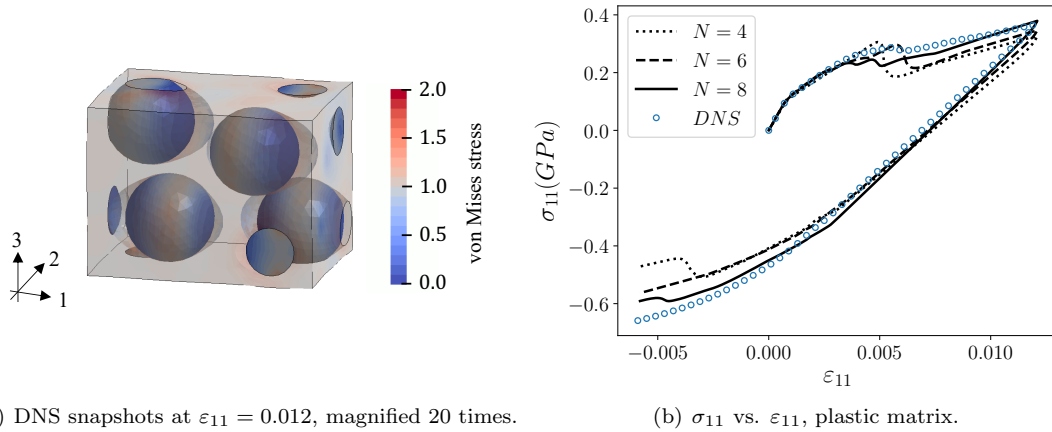 2.0
1.5
1.0
0.5
0.0
von Mises stress
3
2
1
) DNS snapshots at ε₁₁ = 0.012, magnified 20 times.
0.4
0.2
0.0
−0.2
−0.4
−0.6
σ₁₁(GPa)
N = 4
N = 6
N = 8
DNS
−0.005 0.000 0.005 0.010
ε₁₁
(b) σ₁₁ vs. ε₁₁, plastic matrix.